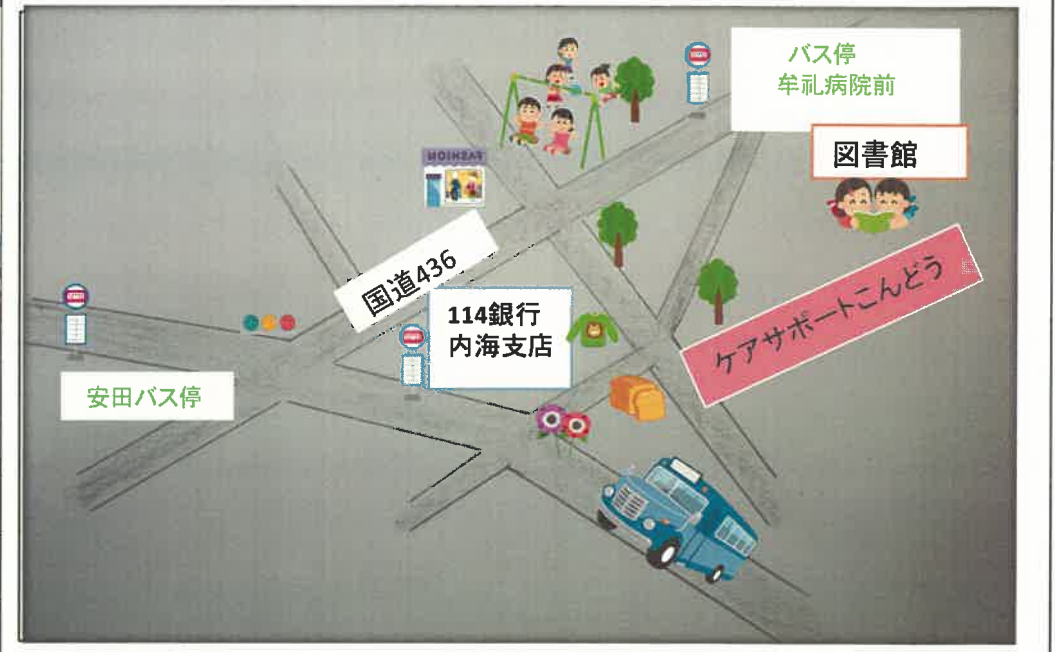 バス停
牟礼病院前
図書館
FASHION
国道436
114銀行
内海支店
ケアサポートこんどう
安田バス停